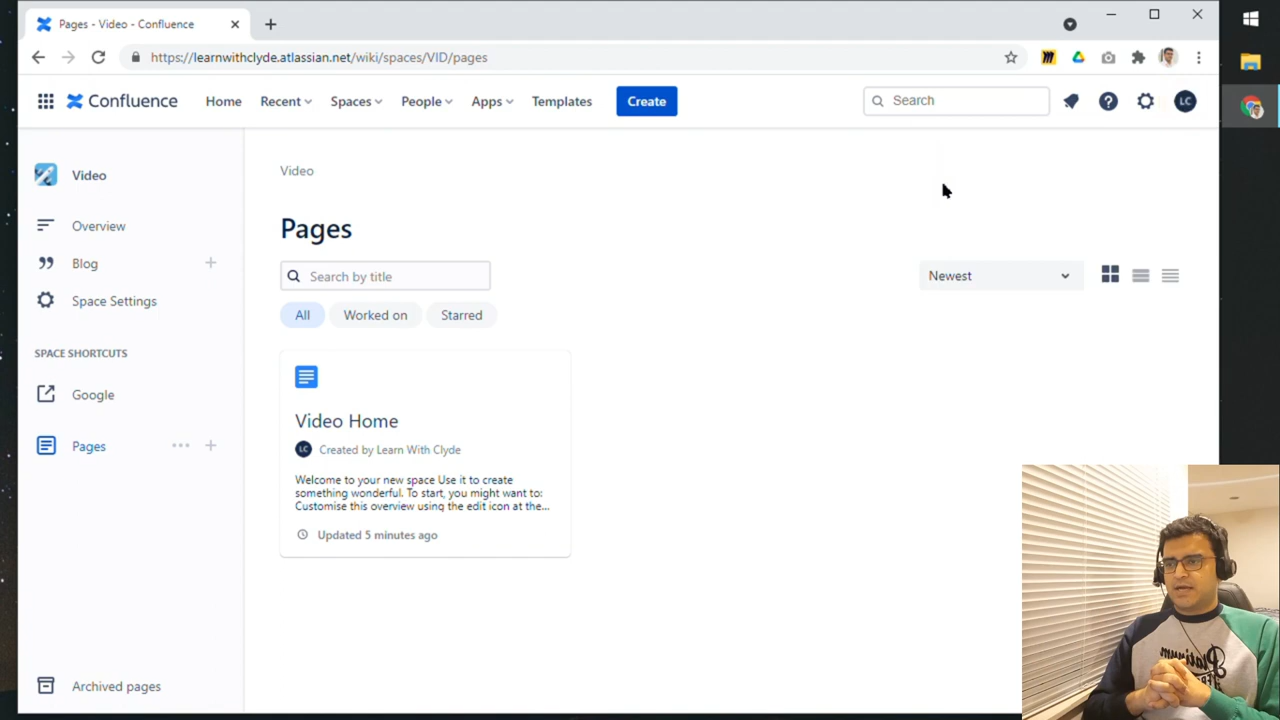 Pages - Video - Confluence
https://learnwithclyde.atlassian.net/wiki/spaces/VID/pages
Confluence Home Recent Spaces People Apps Templates Create Search LC
Video
Overview
Blog
Space Settings
SPACE SHORTCUTS
Google
Pages
Archived pages
Video
Pages
Search by title
Newest
All Worked on Starred
Video Home
LC Created by Learn With Clyde
Welcome to your new space Use it to create
something wonderful. To start, you might want to:
Customise this overview using the edit icon at the...
Updated 5 minutes ago
Platinum